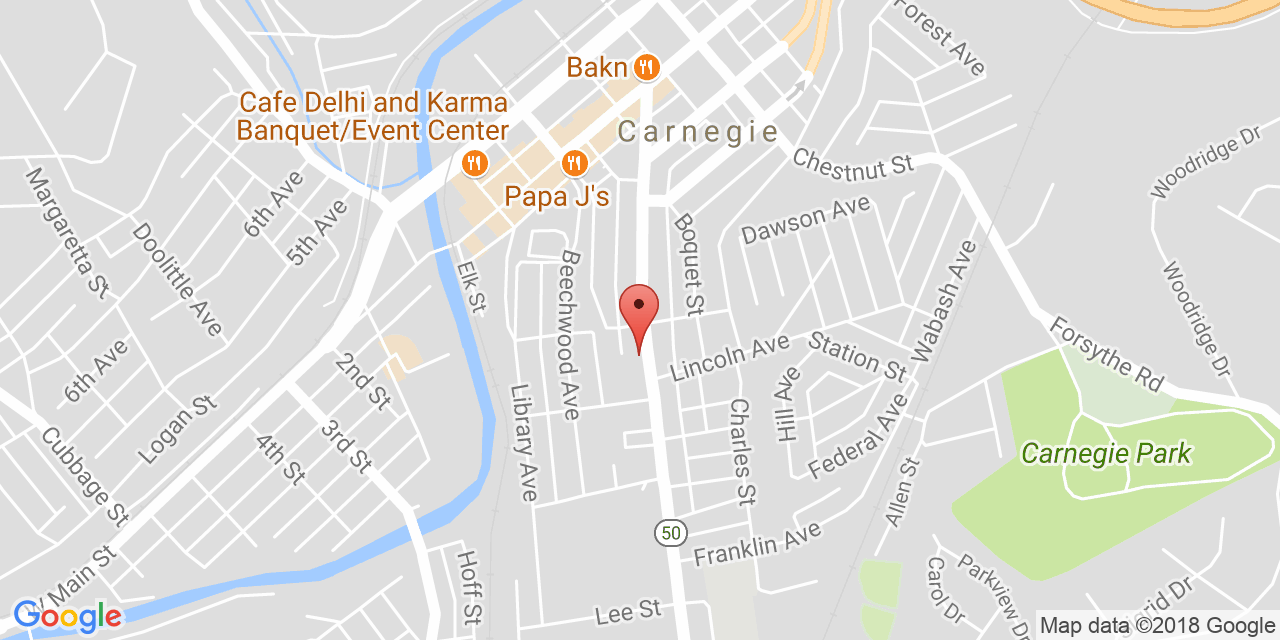 Forest Ave
Bakn
Cafe Delhi and Karma
Banquet/Event Center
Carnegie
Chestnut St
Woodridge Dr
Papa J's
Margaretta St
6th Ave
5th Ave
Doolittle Ave
Dawson Ave
Boquet St
Beechwood Ave
Elk St
Wabash Ave
Woodridge Dr
Forsythe Rd
Lincoln Ave
Station St
6th Ave
2nd St
Hill Ave
Logan St
Library Ave
Charles St
Federal Ave
Carnegie Park
Cubbage St
4th St
3rd St
Allen St
50
Franklin Ave
W Main St
Hoff St
Carol Dr
Parkview Dr
Lee St
Google
Map data ©2018 Google